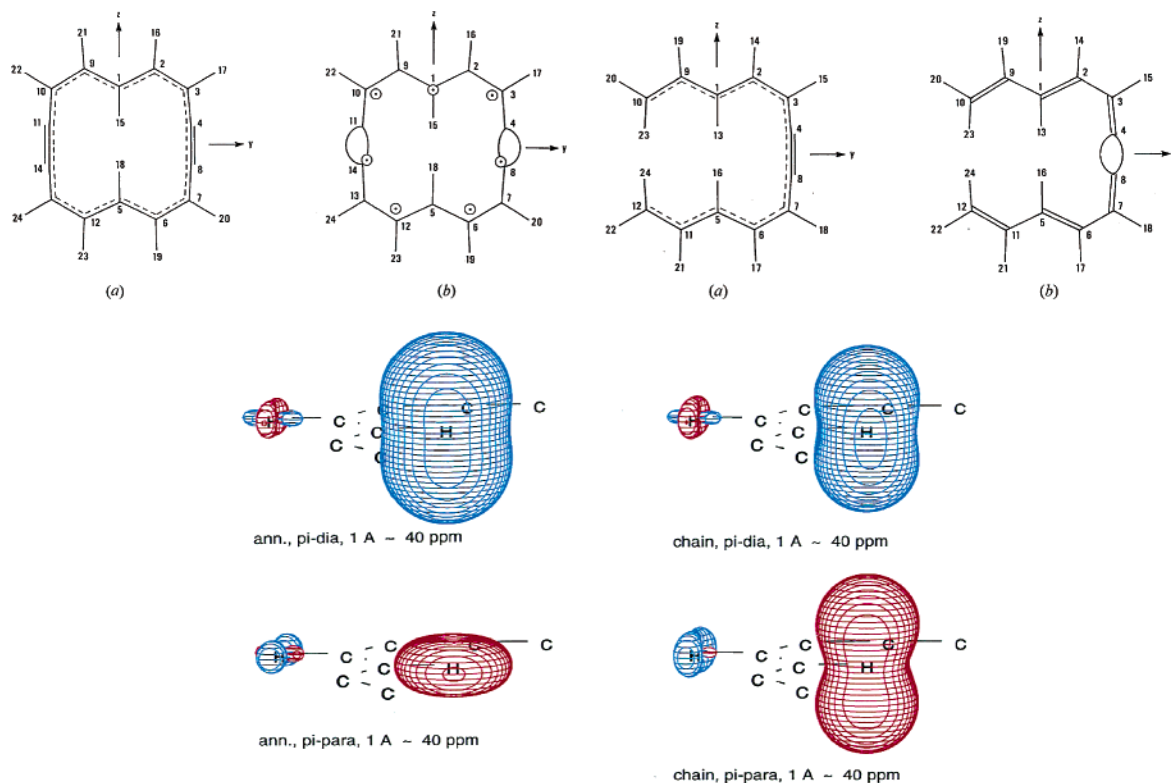 z
21 16
22 9 1 2 17
10 3
15
11 4
y
14 8
18
13 7
24 12 5 6 20
23 19
(a)
z
21 16
22 9 1 2 17
10 3
15
11 4
y
14 8
18
13 7
24 12 5 6 20
23 19
(b)
z
19 14
20 9 1 2 15
10 3
23 13 4
y
24 16 8
12 7
22 11 5 6 18
21 17
(a)
z
19 14
20 9 1 2 15
10 3
23 13 4
24 16 8
12 7
22 11 5 6 18
21 17
(b)
H C C C C
C H
C C
ann., pi-dia, 1 A ~ 40 ppm
H C C C
C H
C C
chain, pi-dia, 1 A ~ 40 ppm
H C C C C
C H
C C
ann., pi-para, 1 A ~ 40 ppm
H C C C C
C H
C C
chain, pi-para, 1 A ~ 40 ppm